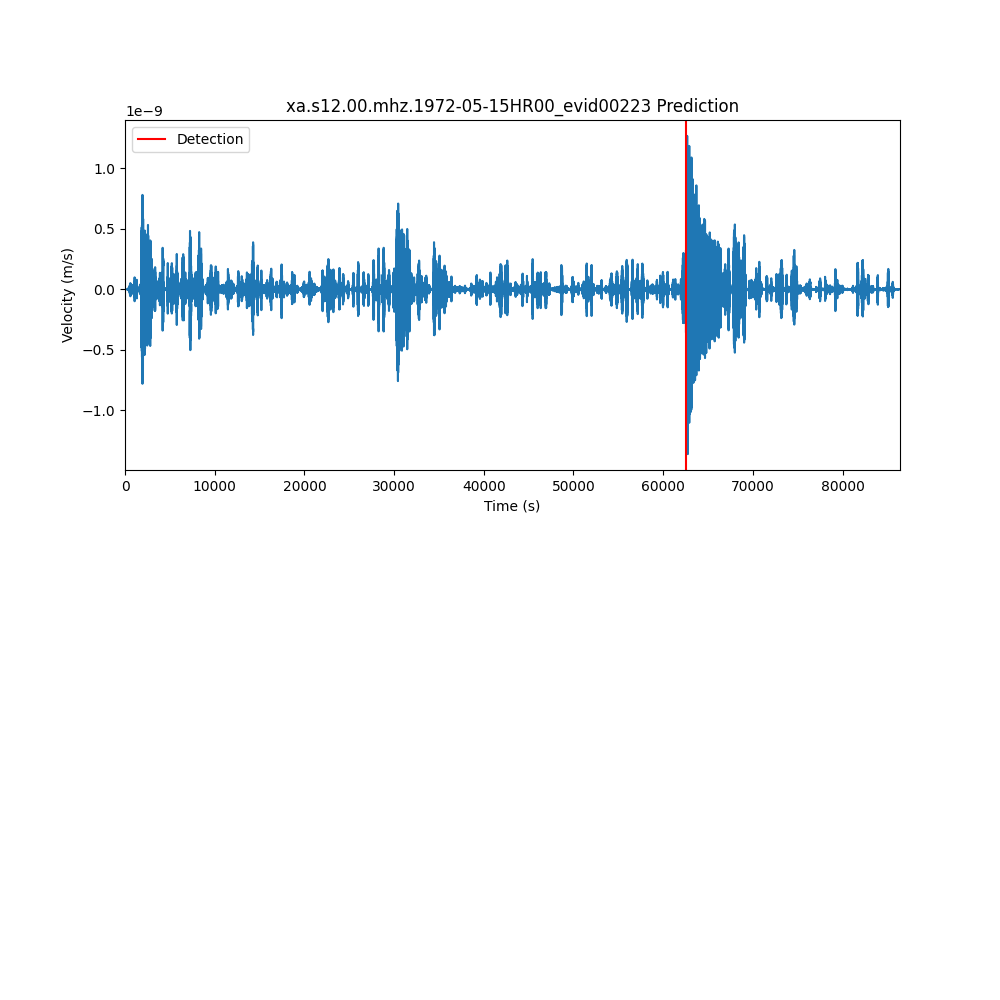 xa.s12.00.mhz.1972-05-15HR00_evid00223 Prediction
1e−9
Detection
1.0
0.5
0.0
−0.5
−1.0
Velocity (m/s)
0 10000 20000 30000 40000 50000 60000 70000 80000
Time (s)